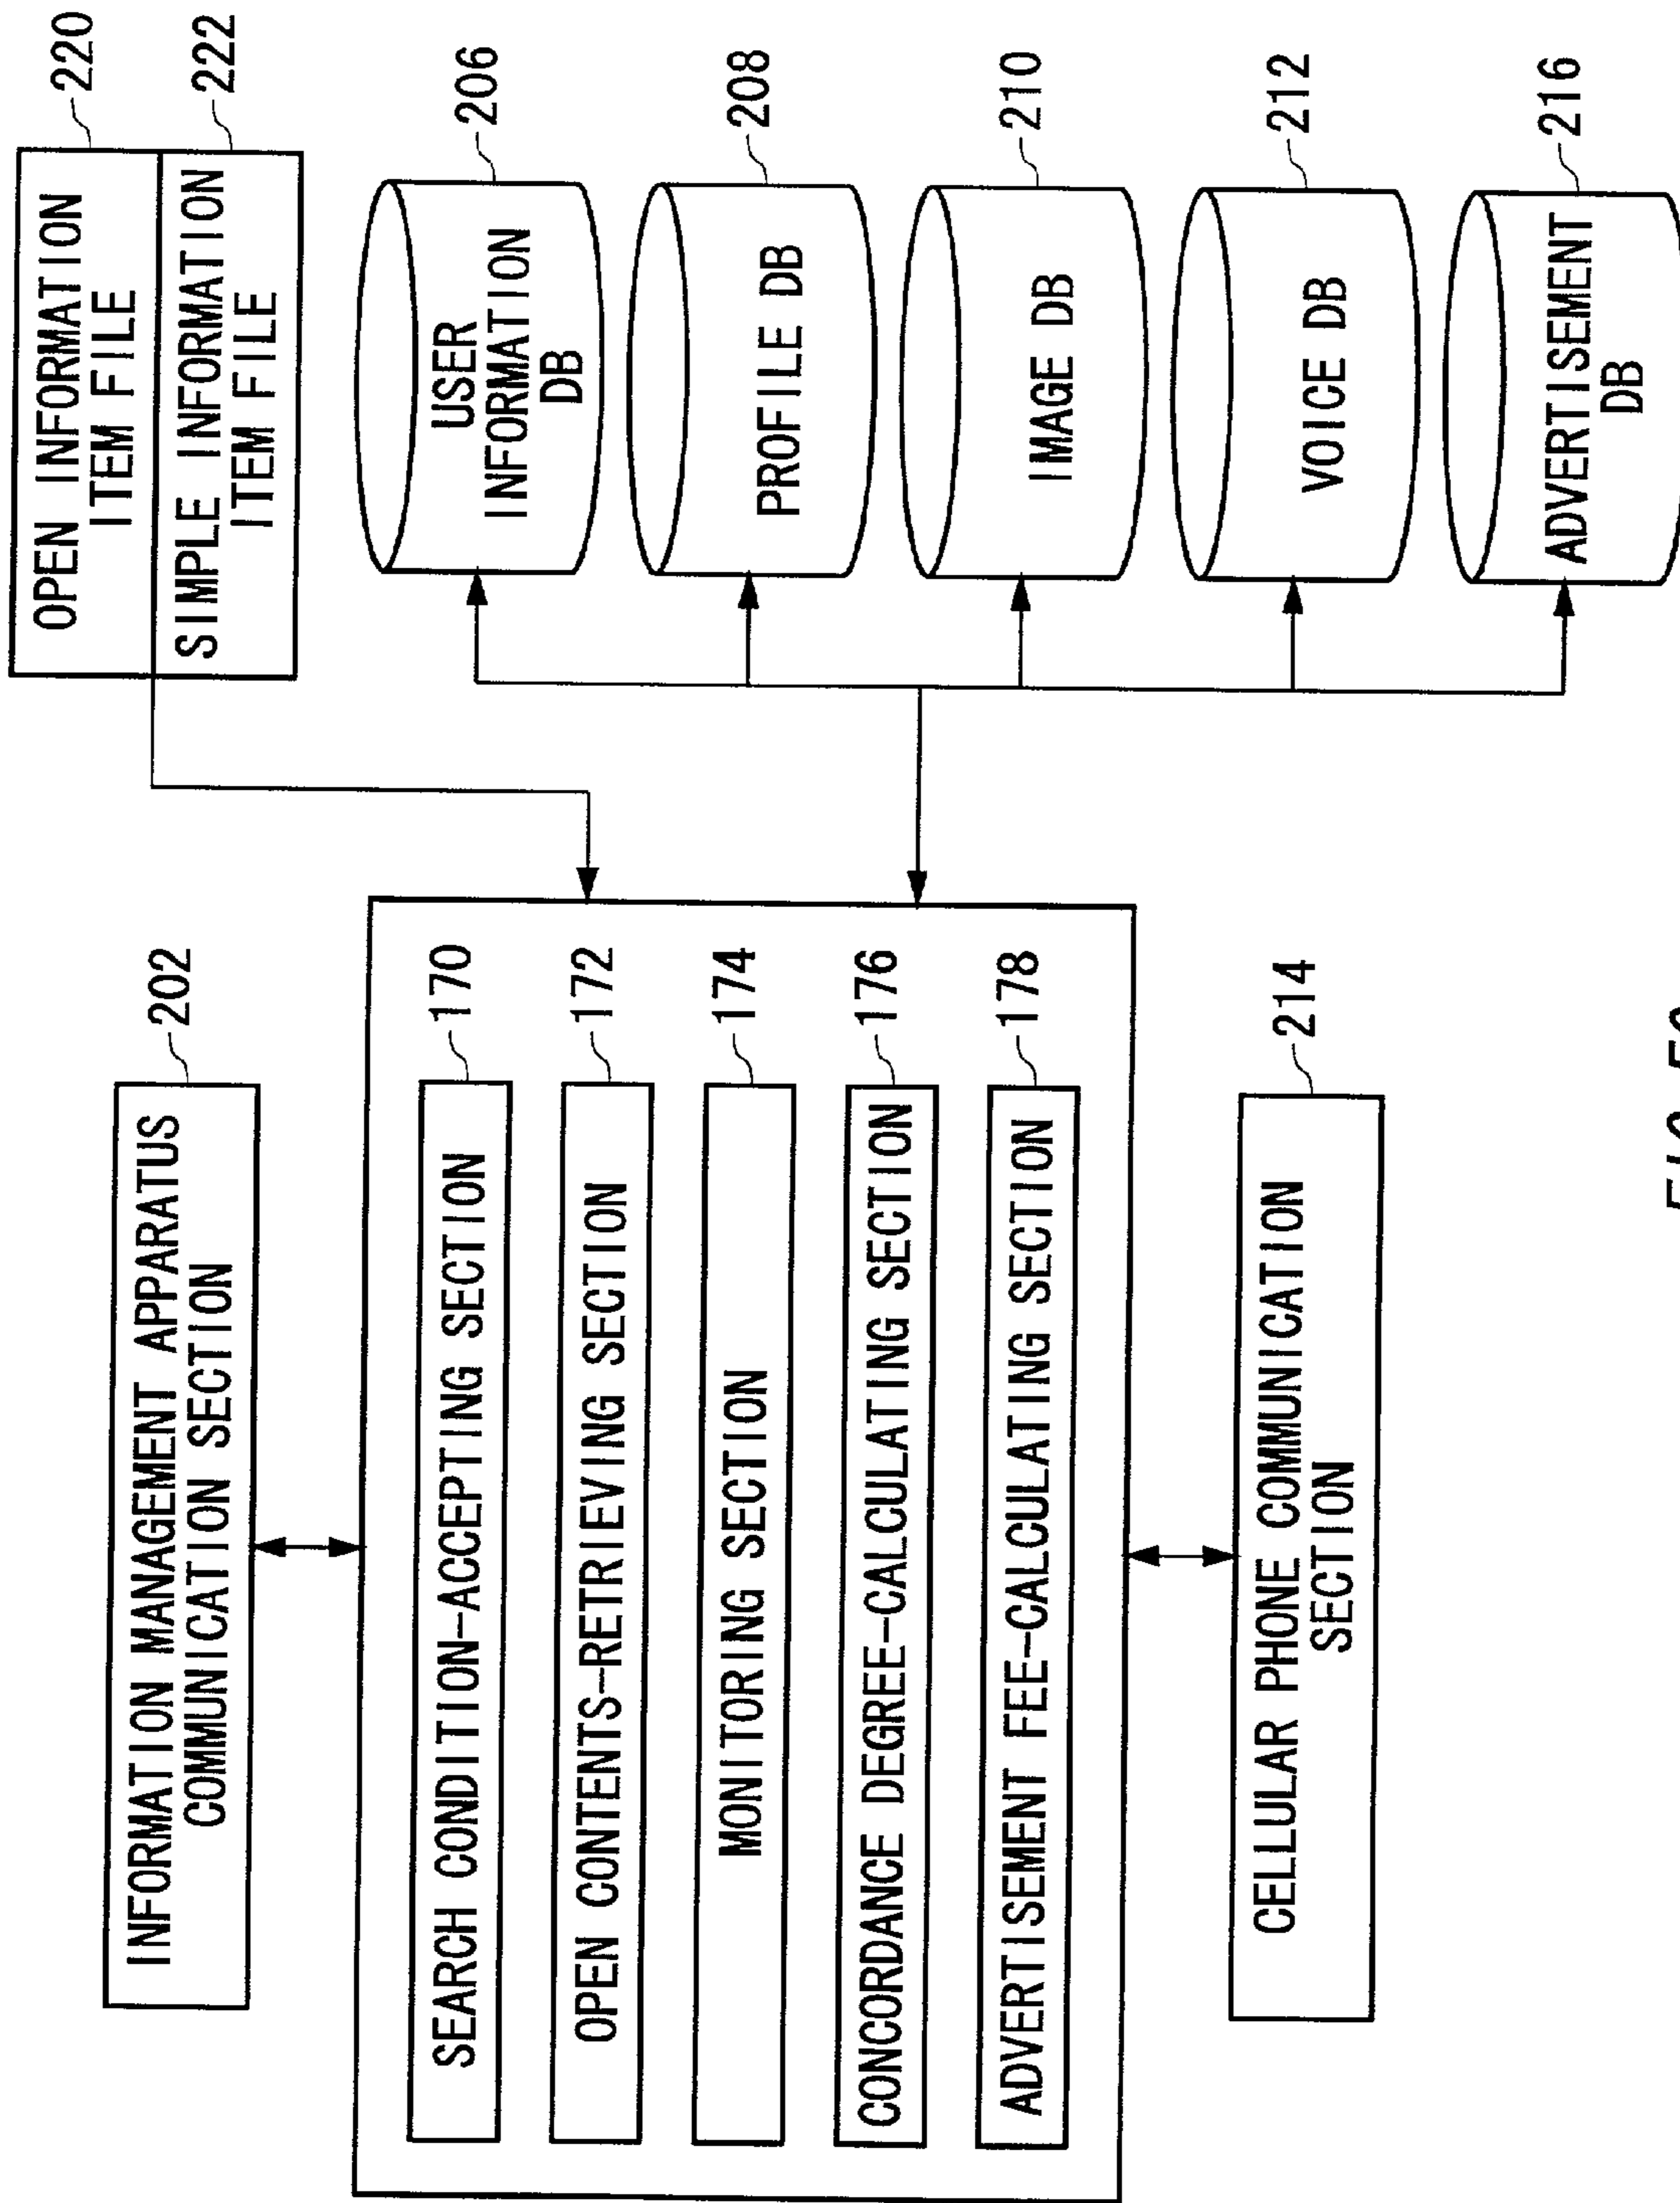 INFORMATION MANAGEMENT APPARATUS
COMMUNICATION SECTION
202
SEARCH CONDITION-ACCEPTING SECTION
170
OPEN CONTENTS-RETRIEVING SECTION
172
MONITORING SECTION
174
CONCORDANCE DEGREE-CALCULATING SECTION
176
ADVERTISEMENT FEE-CALCULATING SECTION
178
CELLULAR PHONE COMMUNICATION
SECTION
214
OPEN INFORMATION
ITEM FILE
220
SIMPLE INFORMATION
ITEM FILE
222
USER
INFORMATION
DB
206
PROFILE DB
208
IMAGE DB
210
VOICE DB
212
ADVERTISEMENT
DB
216